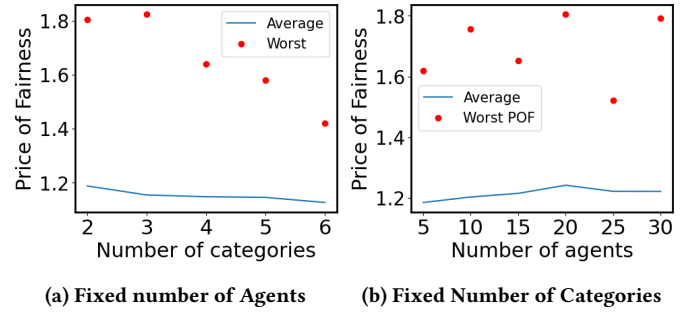 Price of Fairness
1.8
1.6
1.4
1.2
Average
Worst
2
3
4
5
6
Number of categories
(a) Fixed number of Agents
Price of Fairness
1.8
1.6
1.4
1.2
Average
Worst POF
5
10
15
20
25
30
Number of agents
(b) Fixed Number of Categories